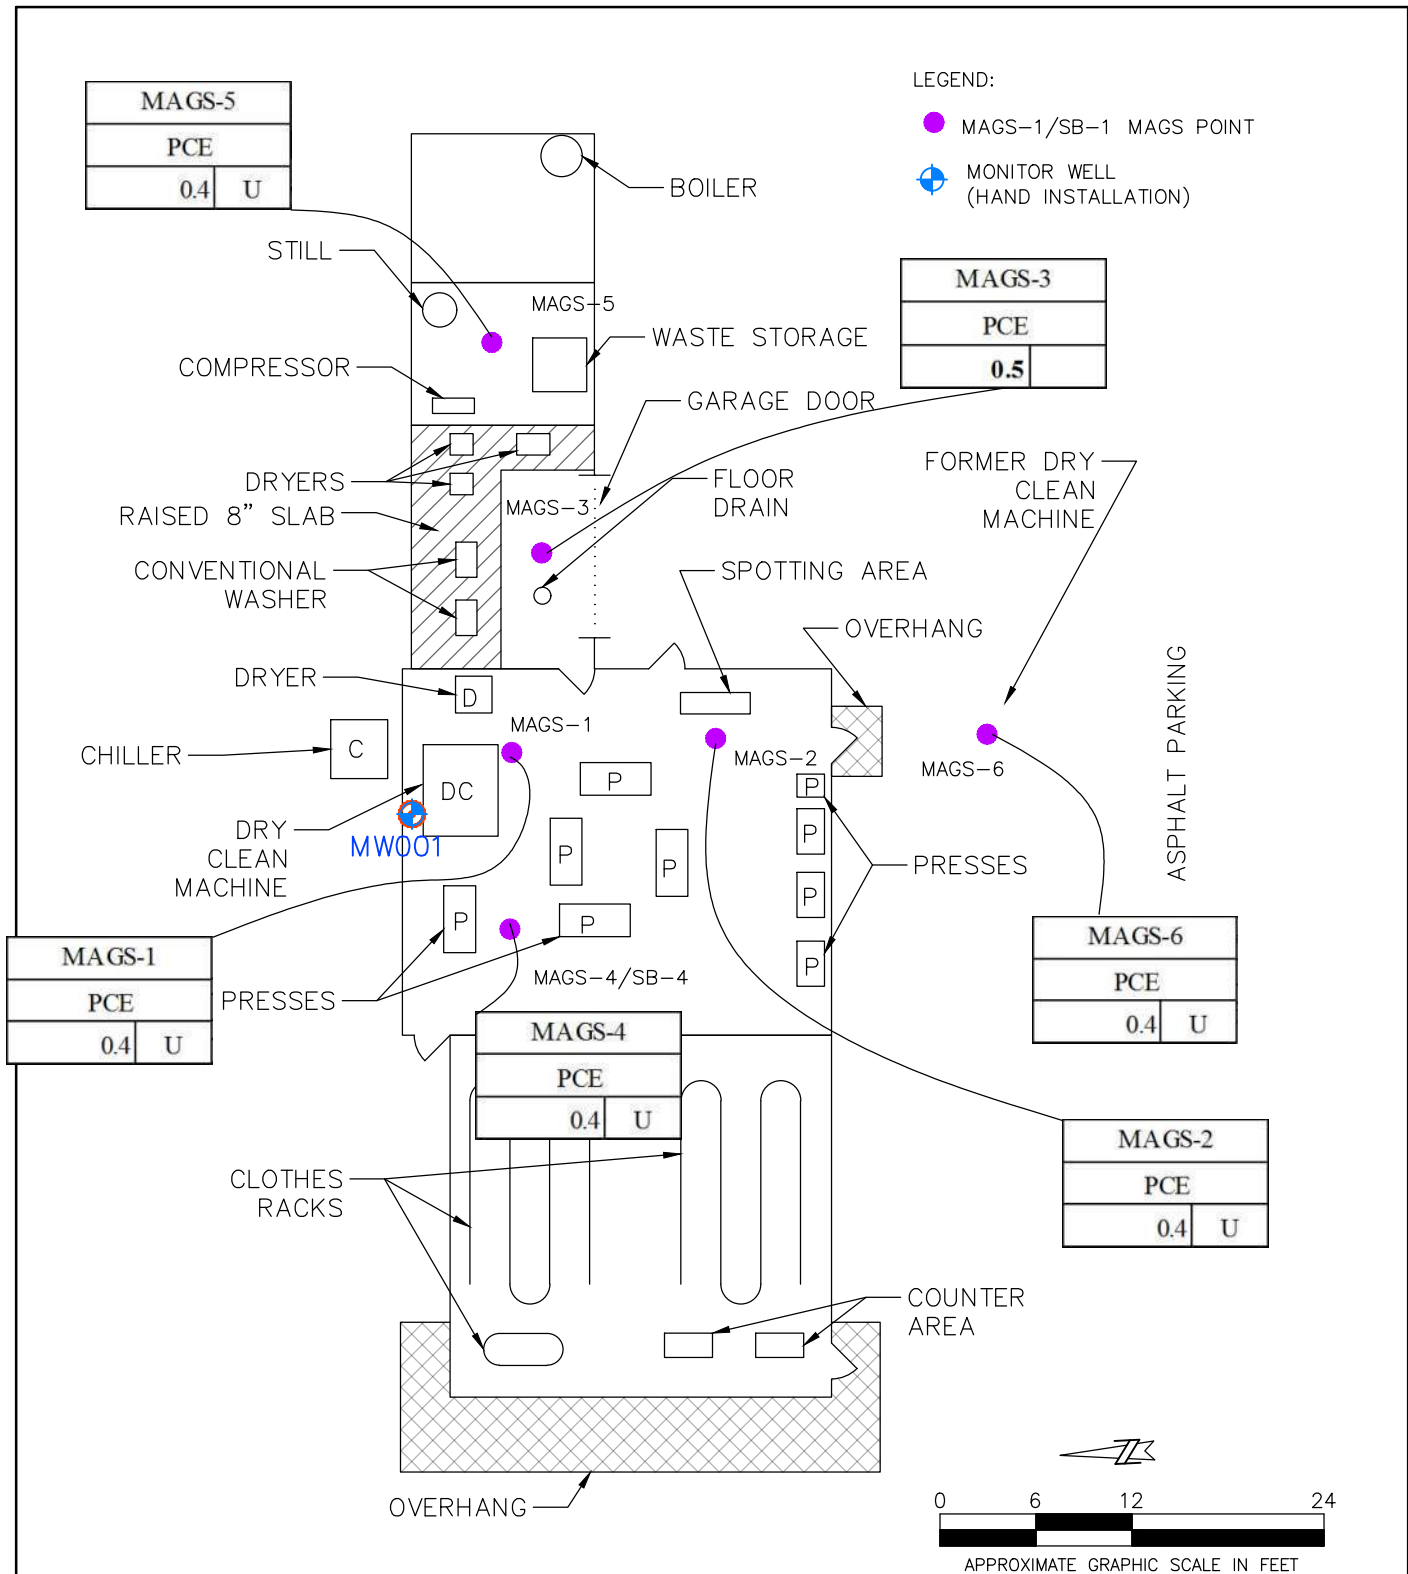 LEGEND:
MAGS-1/SB-1 MAGS POINT
MONITOR WELL
(HAND INSTALLATION)
MAGS-5
PCE
0.4 U
BOILER
STILL
MAGS-5
WASTE STORAGE
COMPRESSOR
GARAGE DOOR
MAGS-3
PCE
0.5
DRYERS
RAISED 8" SLAB
MAGS-3
FLOOR
DRAIN
FORMER DRY
CLEAN
MACHINE
CONVENTIONAL
WASHER
SPOTTING AREA
OVERHANG
DRYER
D
MAGS-1
MAGS-2
MAGS-6
ASPHALT PARKING
CHILLER
C
DC
P
P
P
P
P
P
P
P
P
DRY
CLEAN
MACHINE
MW001
PRESSES
MAGS-1
PCE
0.4 U
PRESSES
MAGS-4/SB-4
MAGS-6
PCE
0.4 U
MAGS-4
PCE
0.4 U
MAGS-2
PCE
0.4 U
CLOTHES
RACKS
COUNTER
AREA
OVERHANG
0 6 12 24
APPROXIMATE GRAPHIC SCALE IN FEET